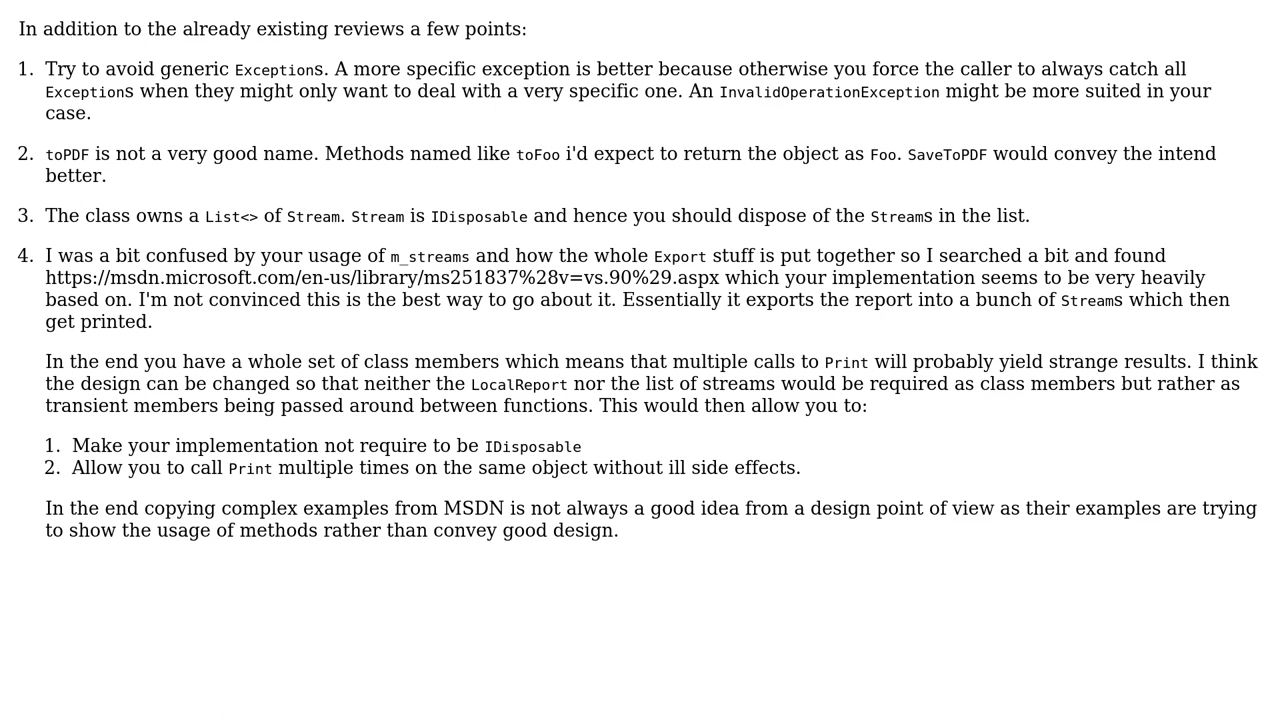 In addition to the already existing reviews a few points:
1. Try to avoid generic Exceptions. A more specific exception is better because otherwise you force the caller to always catch all
Exceptions when they might only want to deal with a very specific one. An InvalidOperationException might be more suited in your
case.
2. toPDF is not a very good name. Methods named like toFoo i'd expect to return the object as Foo. SaveToPDF would convey the intend
better.
3. The class owns a List<> of Stream. Stream is IDisposable and hence you should dispose of the Streams in the list.
4. I was a bit confused by your usage of m_streams and how the whole Export stuff is put together so I searched a bit and found
https://msdn.microsoft.com/en-us/library/ms251837%28v=vs.90%29.aspx which your implementation seems to be very heavily
based on. I'm not convinced this is the best way to go about it. Essentially it exports the report into a bunch of Streams which then
get printed.
In the end you have a whole set of class members which means that multiple calls to Print will probably yield strange results. I think
the design can be changed so that neither the LocalReport nor the list of streams would be required as class members but rather as
transient members being passed around between functions. This would then allow you to:
1. Make your implementation not require to be IDisposable
2. Allow you to call Print multiple times on the same object without ill side effects.
In the end copying complex examples from MSDN is not always a good idea from a design point of view as their examples are trying
to show the usage of methods rather than convey good design.